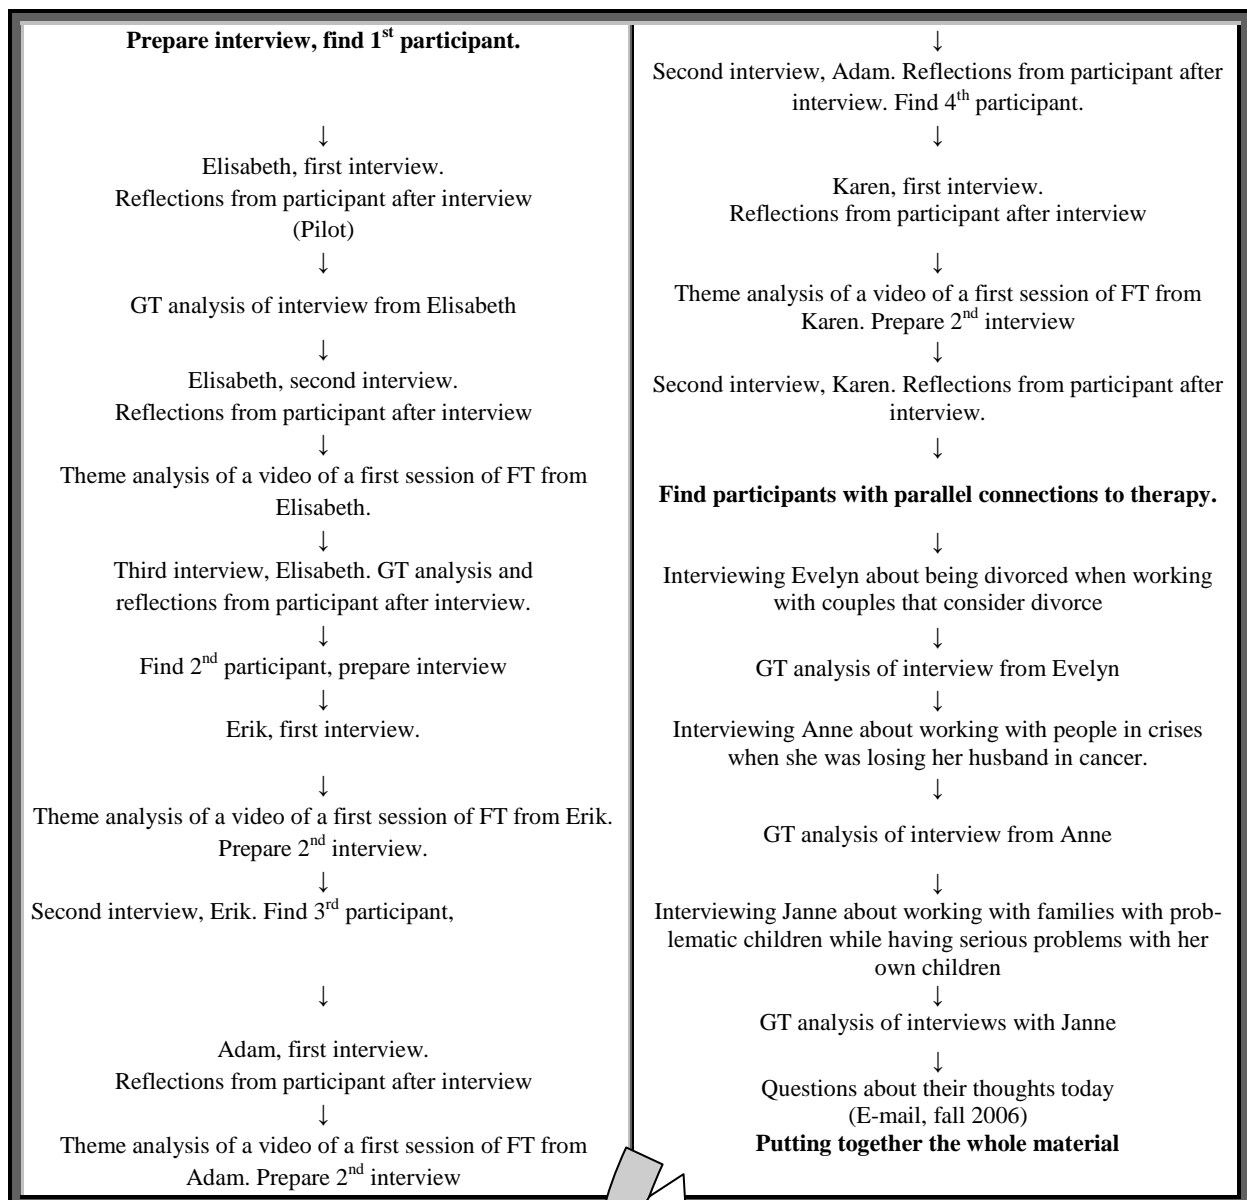 Prepare interview, find 1st participant.
↓
Elisabeth, first interview.
Reflections from participant after interview
(Pilot)
↓
GT analysis of interview from Elisabeth
↓
Elisabeth, second interview.
Reflections from participant after interview
↓
Theme analysis of a video of a first session of FT from
Elisabeth.
↓
Third interview, Elisabeth. GT analysis and
reflections from participant after interview.
↓
Find 2nd participant, prepare interview
↓
Erik, first interview.
↓
Theme analysis of a video of a first session of FT from Erik.
Prepare 2nd interview.
↓
Second interview, Erik. Find 3rd participant,
↓
Adam, first interview.
Reflections from participant after interview
↓
Theme analysis of a video of a first session of FT from
Adam. Prepare 2nd interview
↓
Second interview, Adam. Reflections from participant after
interview. Find 4th participant.
↓
Karen, first interview.
Reflections from participant after interview
↓
Theme analysis of a video of a first session of FT from
Karen. Prepare 2nd interview
↓
Second interview, Karen. Reflections from participant after
interview.
↓
Find participants with parallel connections to therapy.
↓
Interviewing Evelyn about being divorced when working
with couples that consider divorce
↓
GT analysis of interview from Evelyn
↓
Interviewing Anne about working with people in crises
when she was losing her husband in cancer.
↓
GT analysis of interview from Anne
↓
Interviewing Janne about working with families with prob-
lematic children while having serious problems with her
own children
↓
GT analysis of interviews with Janne
↓
Questions about their thoughts today
(E-mail, fall 2006)
Putting together the whole material